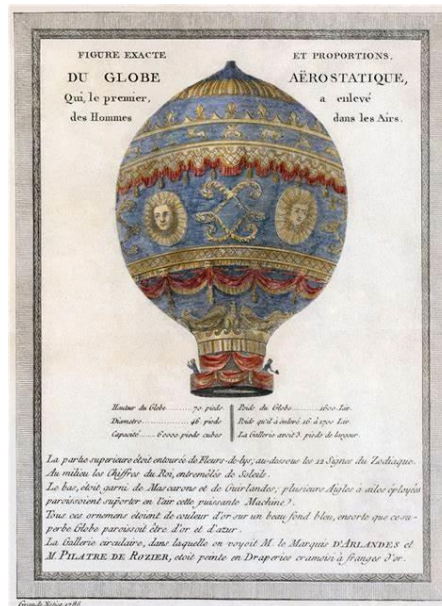 FIGURE EXACTE ET PROPORTIONS,
DU GLOBE AËROSTATIQUE,
Qui, le premier, a enlevé
des Hommes dans les Airs.
Hauteur du Globe ......... 70 pieds
Diametre ......... 46 pieds
Capacité ...... 60000 pieds cubes
Poids du Globe ......... 1600 Liv.
Poids qu'il a enlevé 16 à 1700 Liv.
La Gallerie avoit 3. pieds de largeur.
La partie superieure étoit entourée de Fleurs-de-lys, au-dessous les 12 Signes du Zodiaque.
Au milieu les Chiffres du Roi, entremêlés de Soleils.
Le bas, étoit garni de Mascarons et de Guirlandes; plusieurs Aigles à ailes éployées
paroissoient suporter en l'air cette puissante Machine.
Tous ces ornemens étoient de couleur d'or sur un beau fond bleu, ensorte que ce su-
perbe Globe paroissoit être d'or et d'azur.
La Gallerie circulaire, dans laquelle on voyoit M. le Marquis D'ARLANDES et
M. PILATRE DE ROZIER, etoit peinte en Draperies cramoisi à franges d'or.
1786